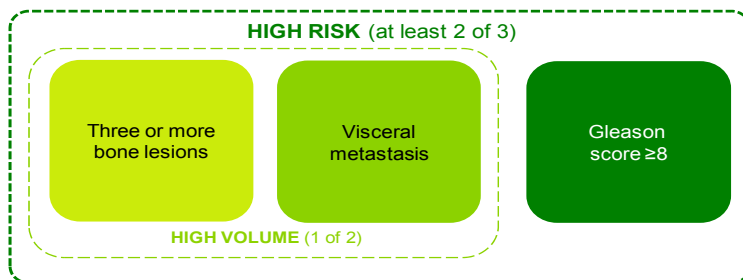 HIGH RISK (at least 2 of 3)
Three or more
bone lesions
Visceral
metastasis
Gleason
score ≥8
HIGH VOLUME (1 of 2)